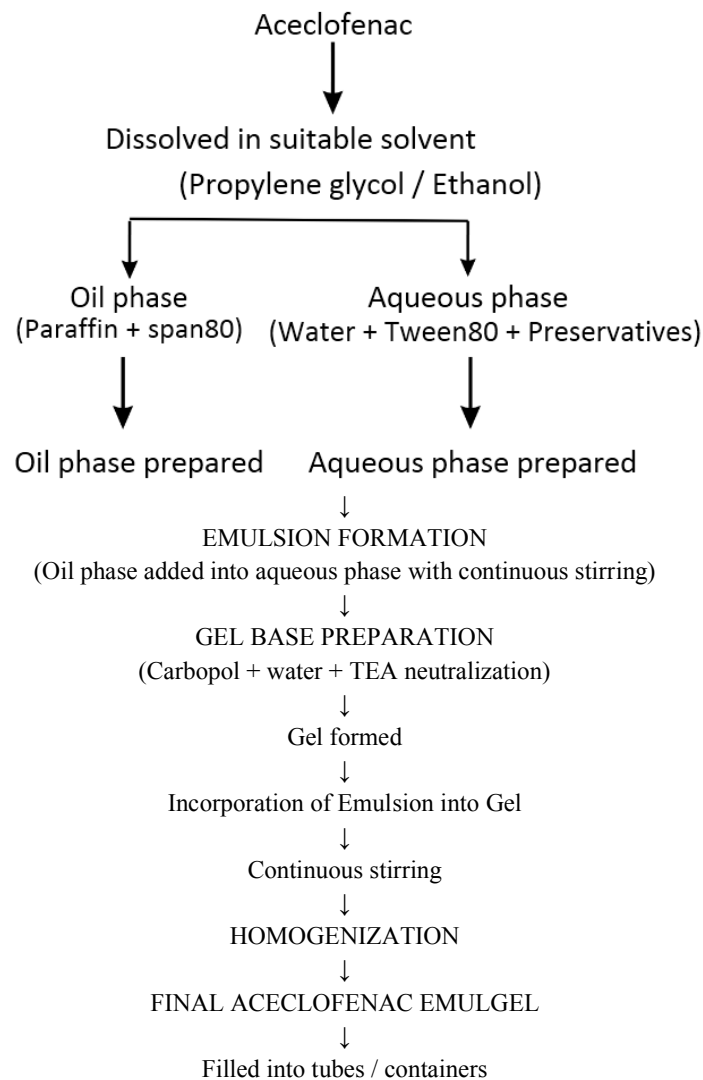 Aceclofenac
Dissolved in suitable solvent
(Propylene glycol / Ethanol)
Oil phase
(Paraffin + span80)
Aqueous phase
(Water + Tween80 + Preservatives)
Oil phase prepared
Aqueous phase prepared
↓
EMULSION FORMATION
(Oil phase added into aqueous phase with continuous stirring)
↓
GEL BASE PREPARATION
(Carbopol + water + TEA neutralization)
↓
Gel formed
↓
Incorporation of Emulsion into Gel
↓
Continuous stirring
↓
HOMOGENIZATION
↓
FINAL ACECLOFENAC EMULGEL
↓
Filled into tubes / containers